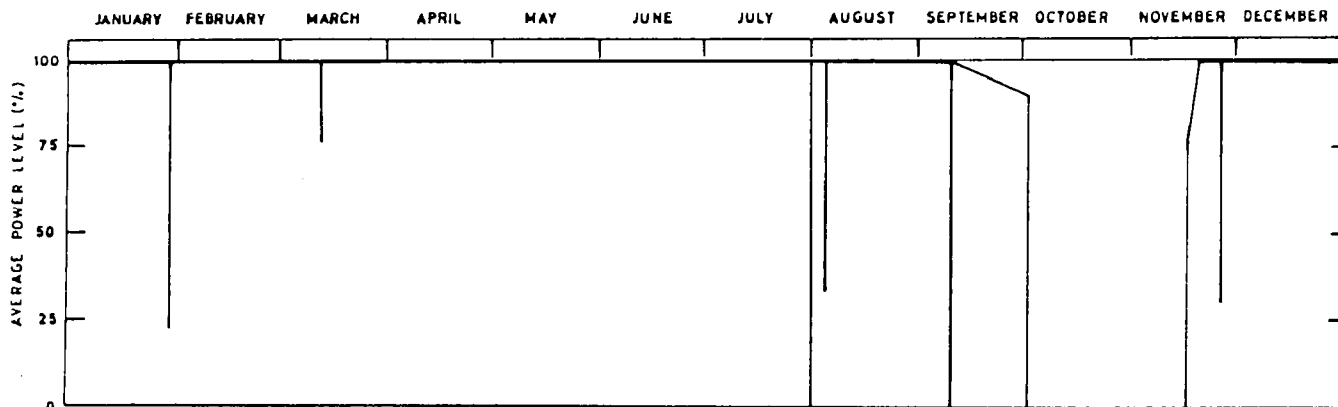 JANUARY FEBRUARY MARCH APRIL MAY JUNE JULY AUGUST SEPTEMBER OCTOBER NOVEMBER DECEMBER
AVERAGE POWER LEVEL (%)
100
75
50
25
0